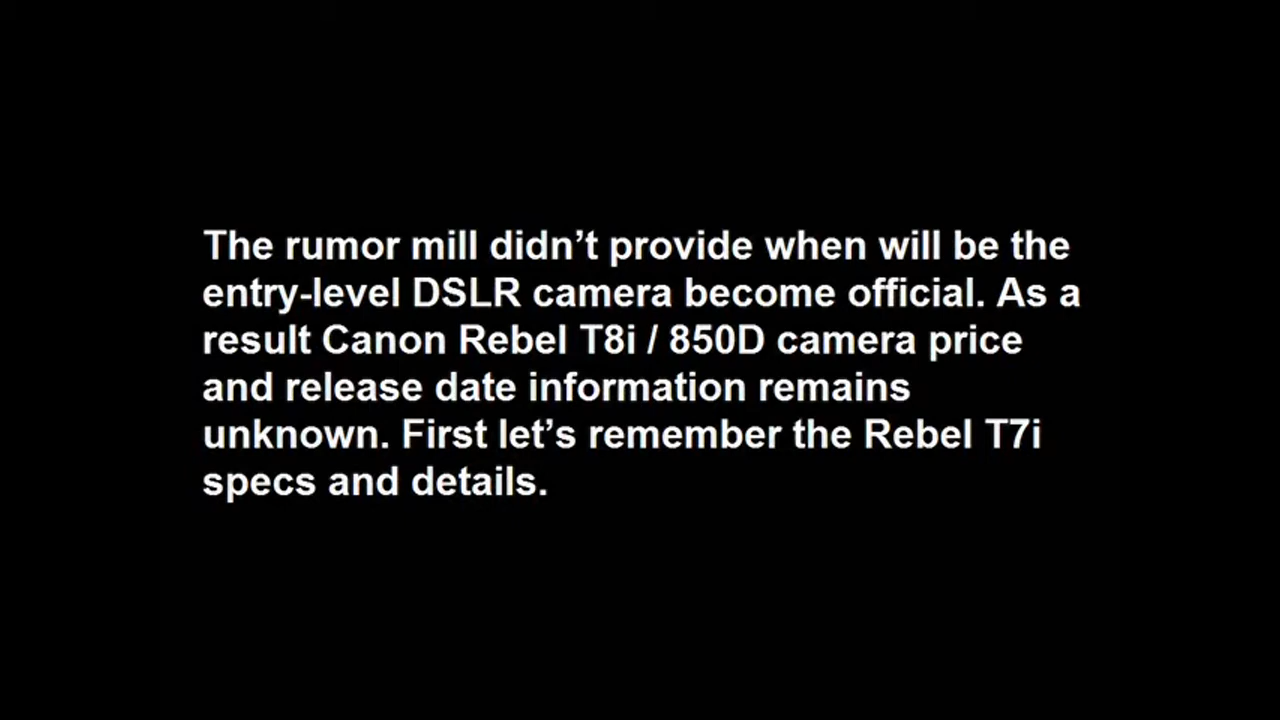 The rumor mill didn’t provide when will be the
entry-level DSLR camera become official. As a
result Canon Rebel T8i / 850D camera price
and release date information remains
unknown. First let’s remember the Rebel T7i
specs and details.